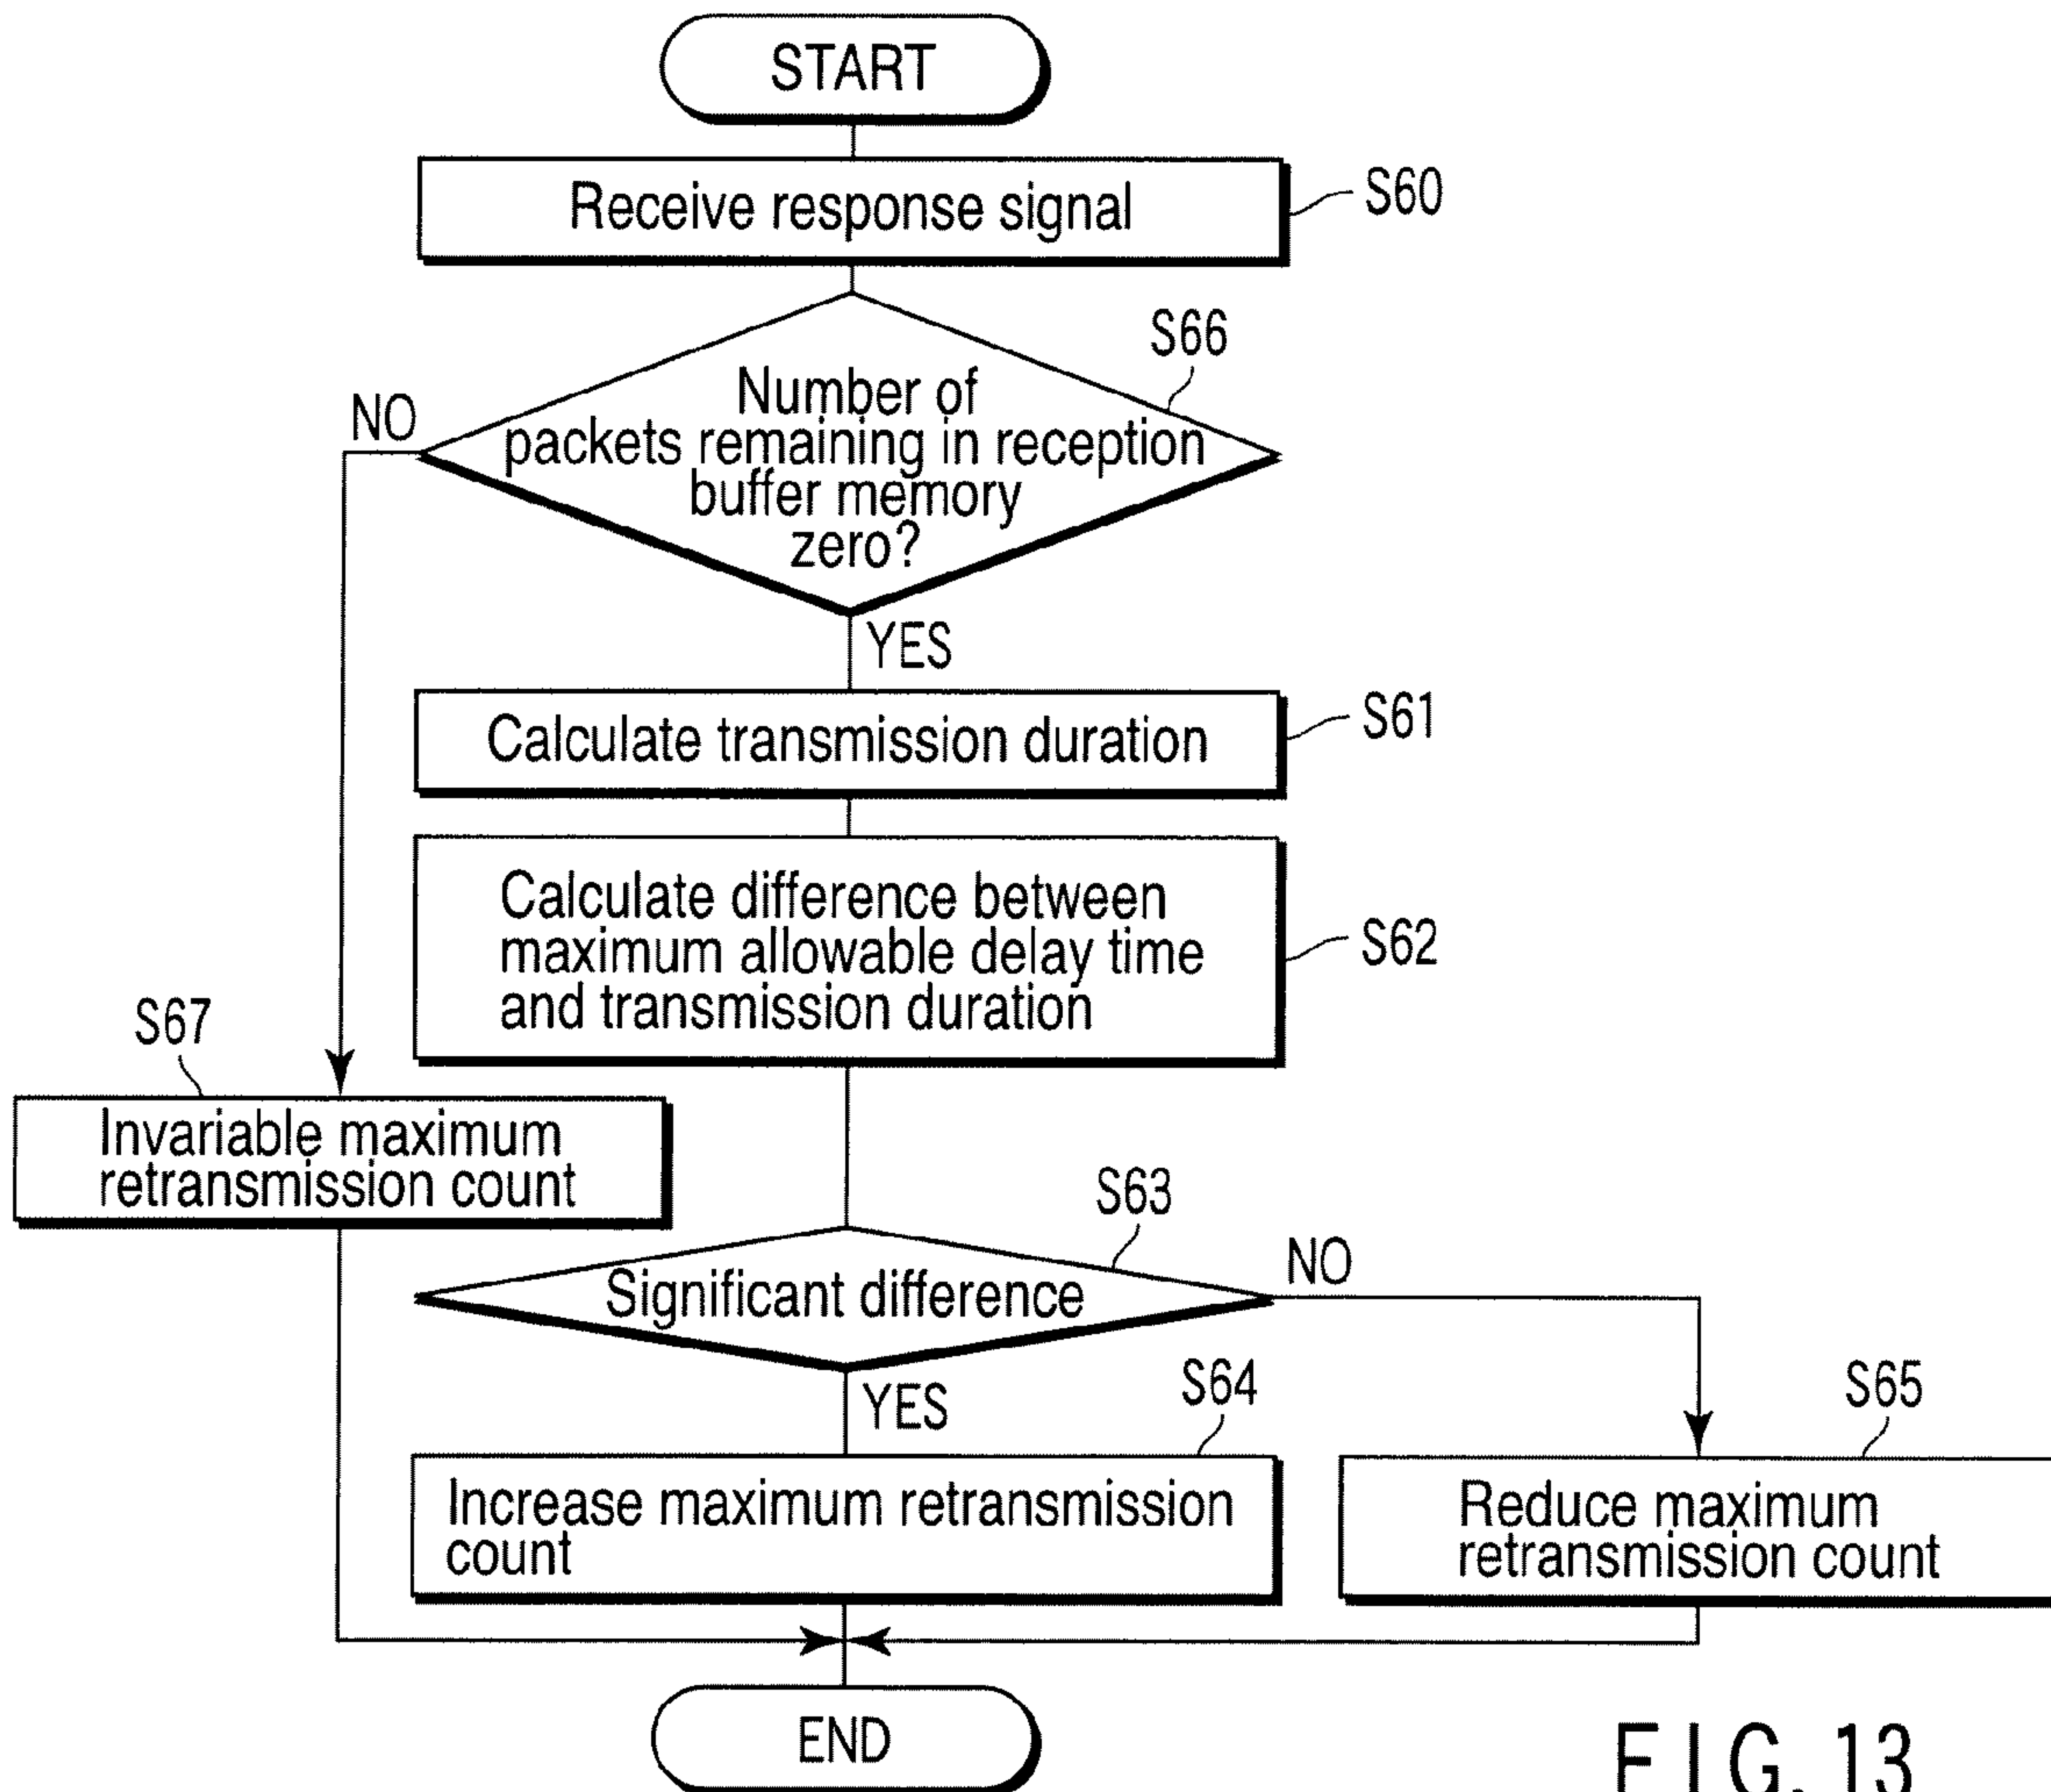 START
Receive response signal
S60
S66
Number of
packets remaining in reception
buffer memory
zero?
NO
YES
Calculate transmission duration
S61
Calculate difference between
maximum allowable delay time
and transmission duration
S62
S67
Invariable maximum
retransmission count
S63
Significant difference
NO
YES
S64
Increase maximum retransmission
count
S65
Reduce maximum
retransmission count
END
FIG. 13